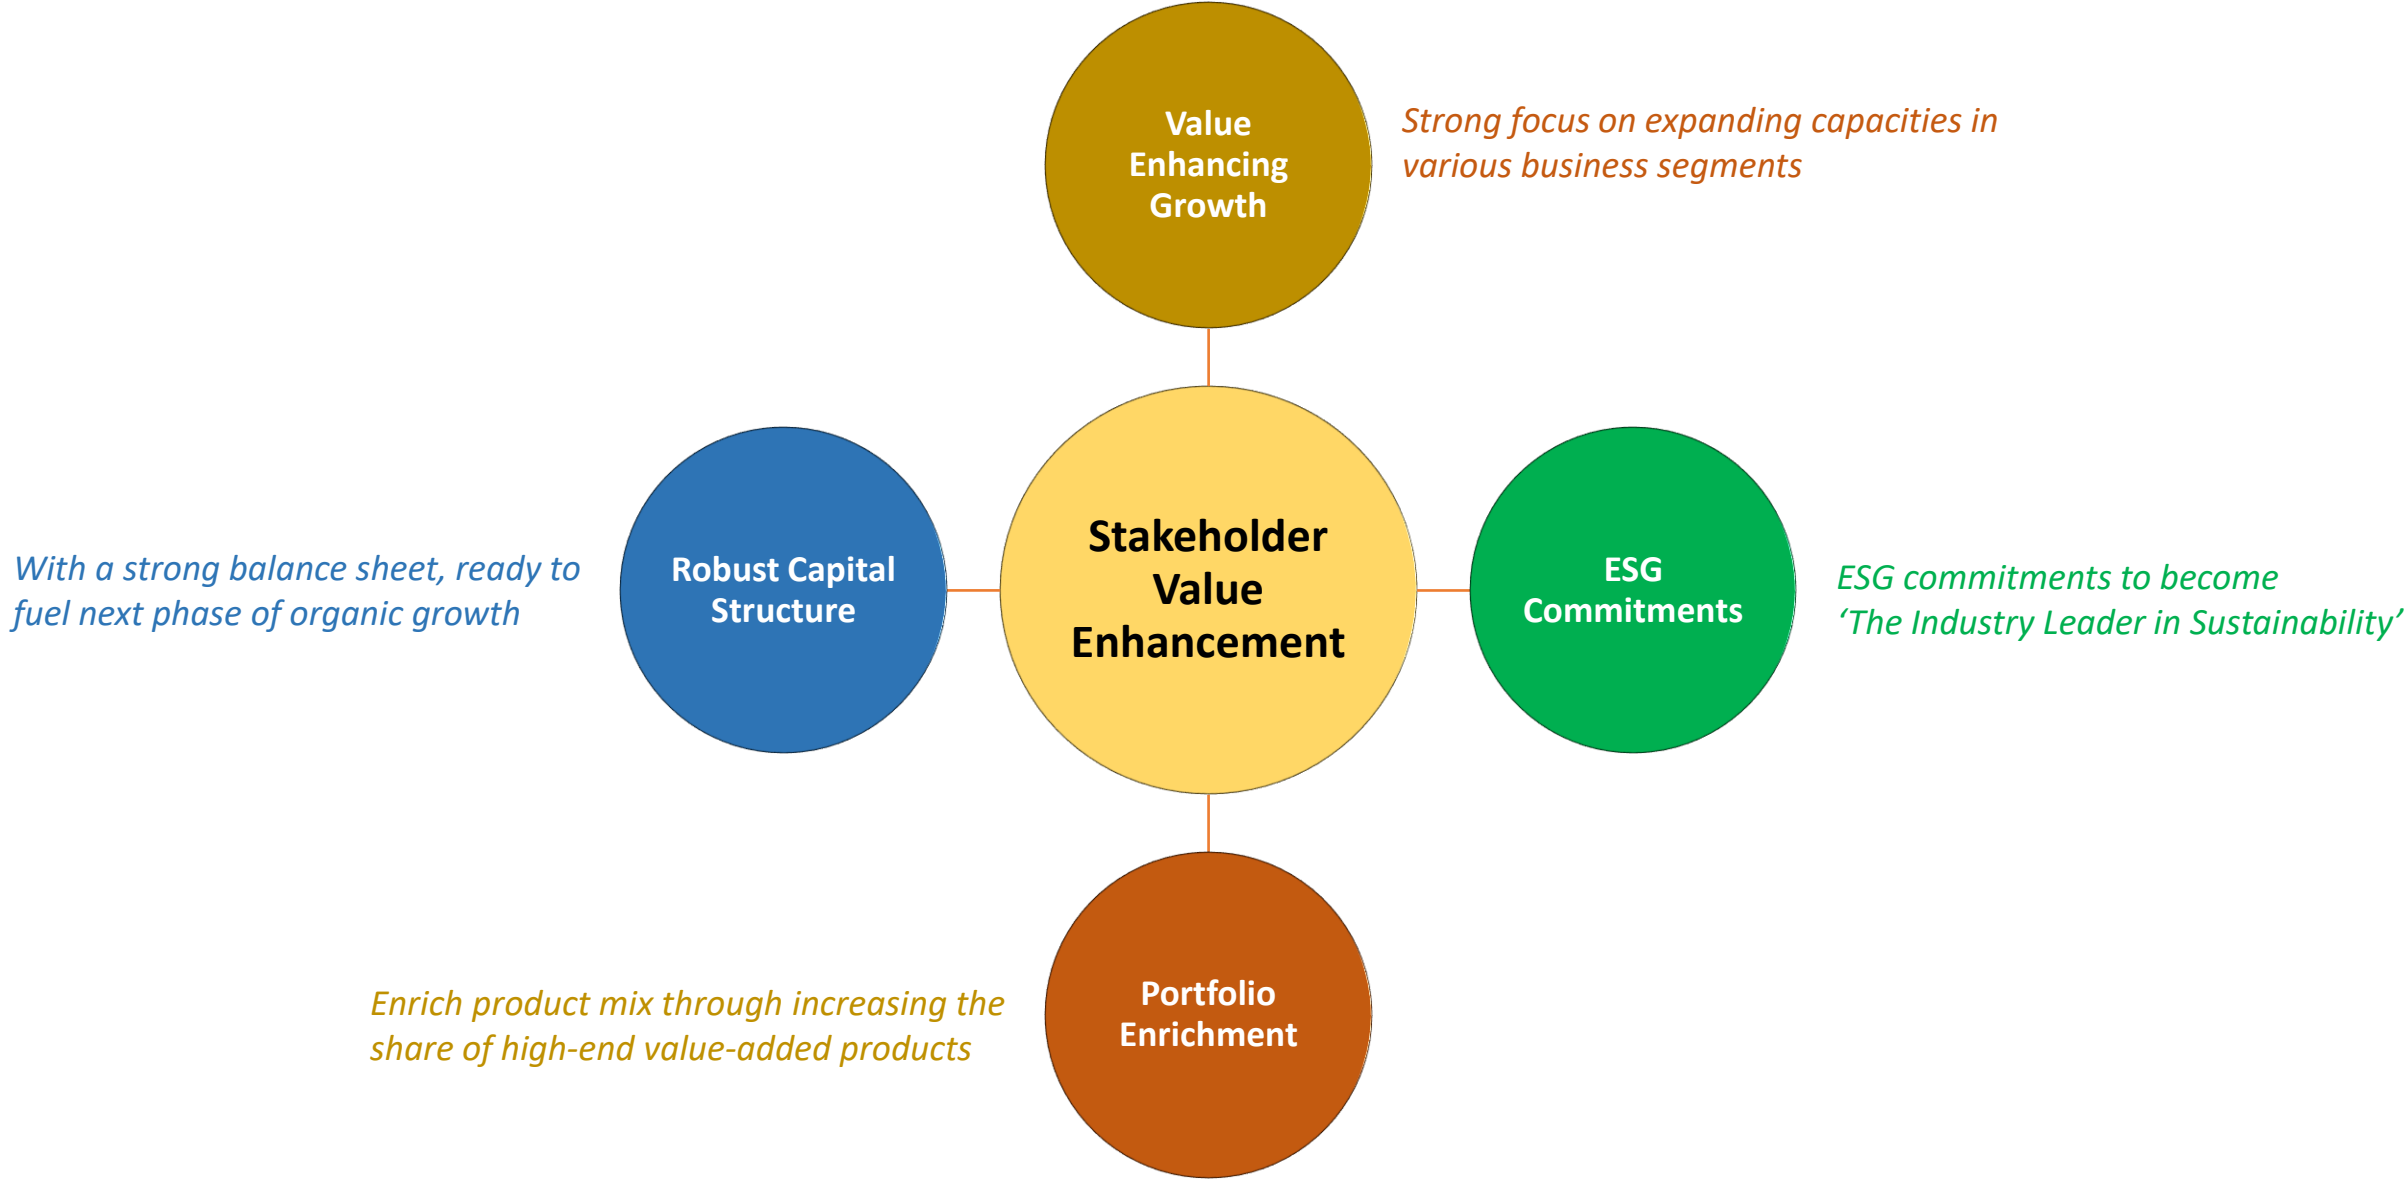 Value
Enhancing
Growth
Strong focus on expanding capacities in
various business segments
With a strong balance sheet, ready to
fuel next phase of organic growth
Robust Capital
Structure
Stakeholder
Value
Enhancement
ESG
Commitments
ESG commitments to become
‘The Industry Leader in Sustainability’
Enrich product mix through increasing the
share of high-end value-added products
Portfolio
Enrichment